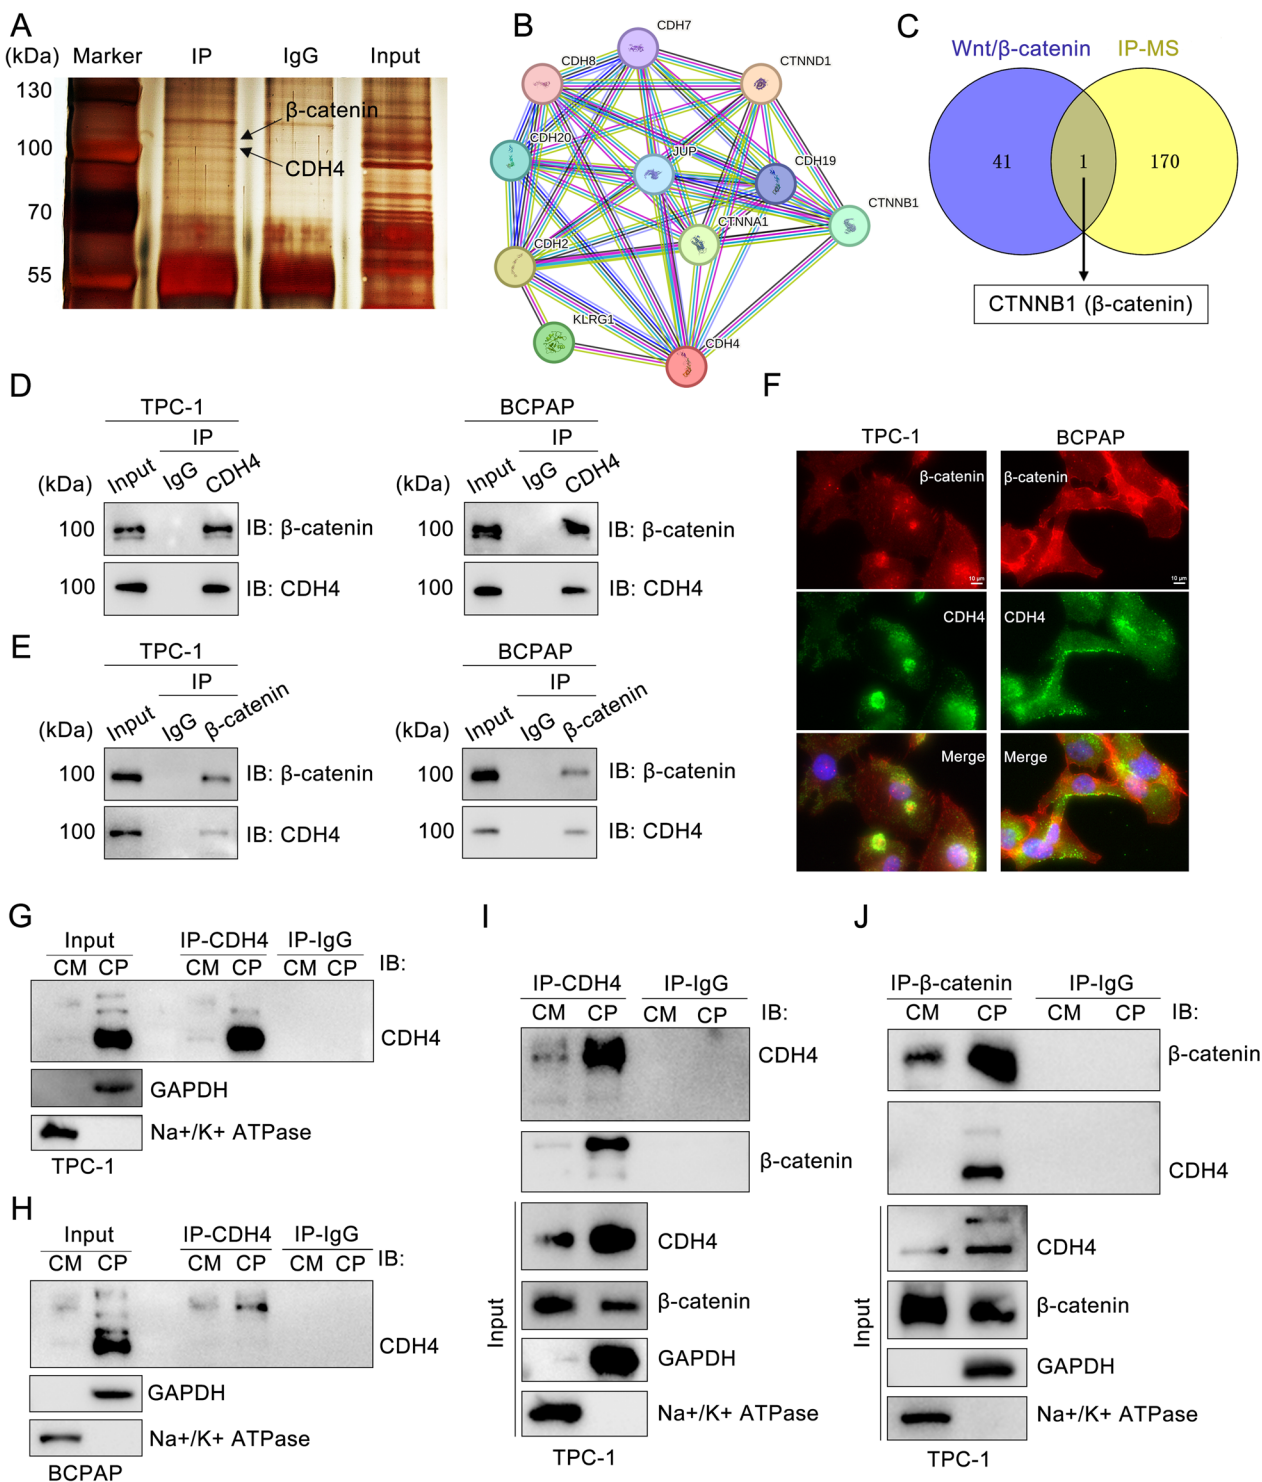 A
(kDa) Marker IP IgG Input
130
100
70
55
β-catenin
CDH4
B
CDH7
CDH8
CTNND1
CDH20
JUP
CDH19
CTNNB1
CTNNA1
CDH2
KLRG1
CDH4
C
Wnt/β-catenin IP-MS
41 1 170
CTNNB1 (β-catenin)
D
TPC-1
IP
(kDa) Input IgG CDH4
100 IB: β-catenin
100 IB: CDH4
BCPAP
IP
(kDa) Input IgG CDH4
100 IB: β-catenin
100 IB: CDH4
E
TPC-1
IP
(kDa) Input IgG β-catenin
100 IB: β-catenin
100 IB: CDH4
BCPAP
IP
(kDa) Input IgG β-catenin
100 IB: β-catenin
100 IB: CDH4
F
TPC-1 BCPAP
β-catenin β-catenin
10 μm 10 μm
CDH4 CDH4
Merge Merge
G
Input IP-CDH4 IP-IgG
CM CP CM CP CM CP IB:
CDH4
GAPDH
Na+/K+ ATPase
TPC-1
H
Input IP-CDH4 IP-IgG
CM CP CM CP CM CP IB:
CDH4
GAPDH
Na+/K+ ATPase
BCPAP
I
IP-CDH4 IP-IgG
CM CP CM CP IB:
CDH4
β-catenin
Input
CDH4
β-catenin
GAPDH
Na+/K+ ATPase
TPC-1
J
IP-β-catenin IP-IgG
CM CP CM CP IB:
β-catenin
CDH4
Input
CDH4
β-catenin
GAPDH
Na+/K+ ATPase
TPC-1